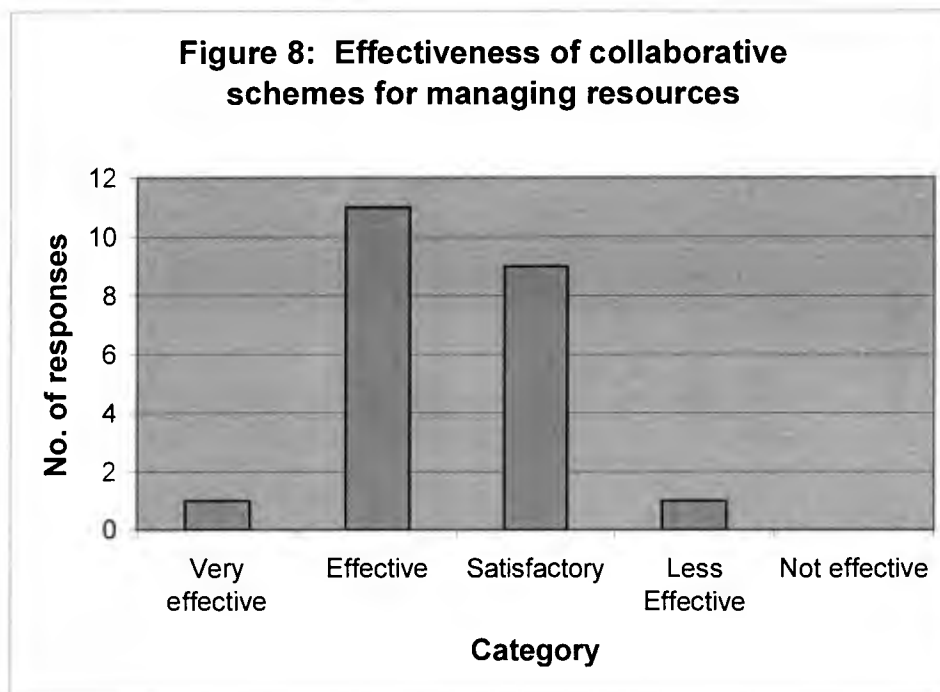 Figure 8: Effectiveness of collaborative
schemes for managing resources
No. of responses
12
10
8
6
4
2
0
Very effective
Effective
Satisfactory
Less Effective
Not effective
Category